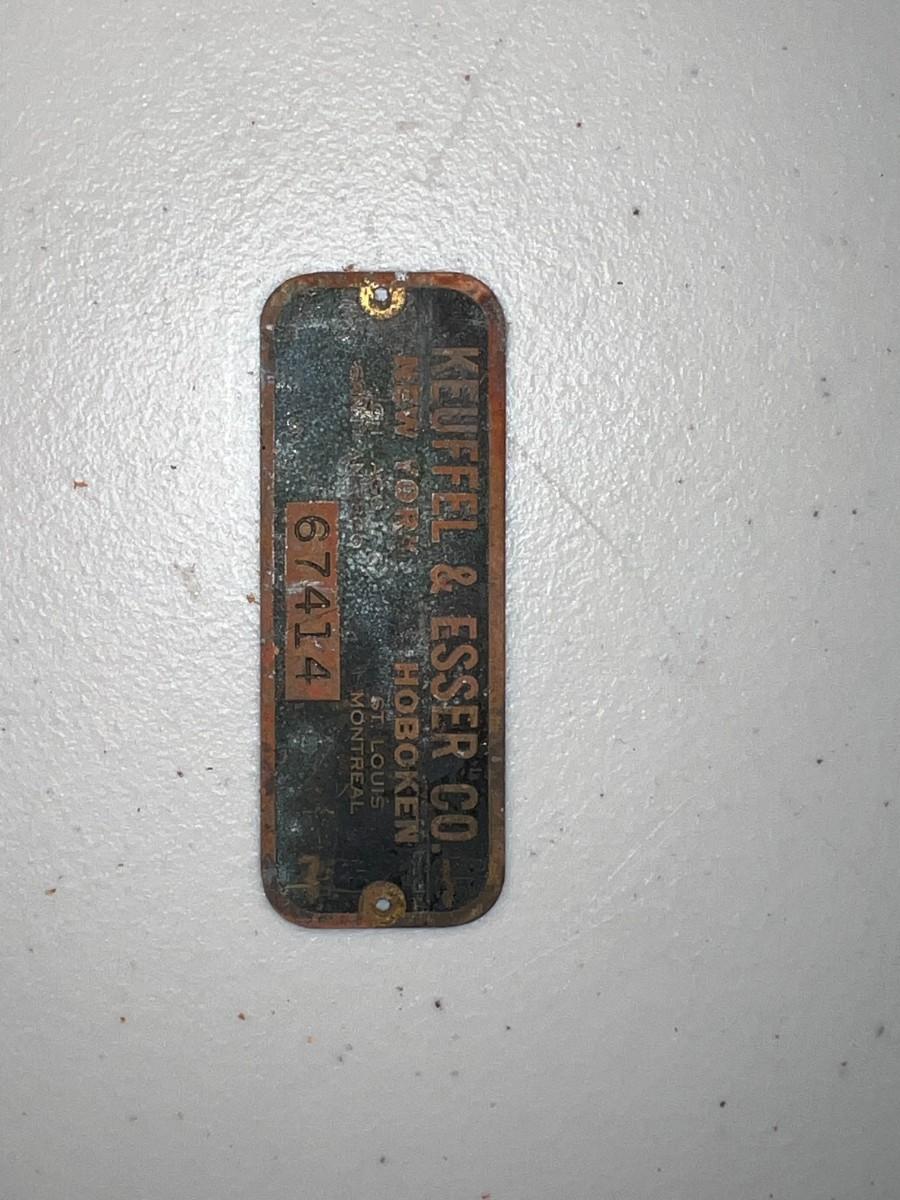 KEUFFEL & ESSER CO.
NEW YORK HOBOKEN
ST. LOUIS
MONTREAL
67414